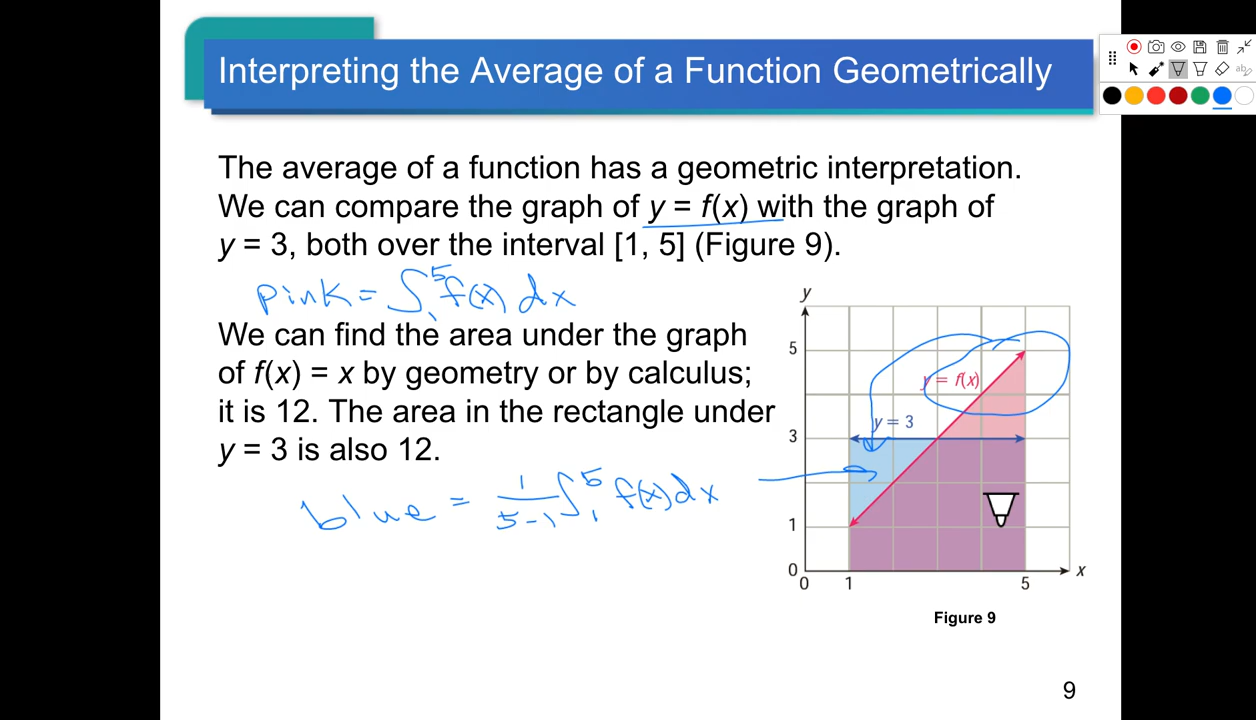 Interpreting the Average of a Function Geometrically
The average of a function has a geometric interpretation.
We can compare the graph of y = f(x) with the graph of
y = 3, both over the interval [1, 5] (Figure 9).
pink = ∫₁⁵ f(x) dx
We can find the area under the graph
of f(x) = x by geometry or by calculus;
it is 12. The area in the rectangle under
y = 3 is also 12.
blue = 1/(5-1) ∫₁⁵ f(x) dx
y
5
y = f(x)
y = 3
3
1
0
0 1 5 x
Figure 9
9
ab